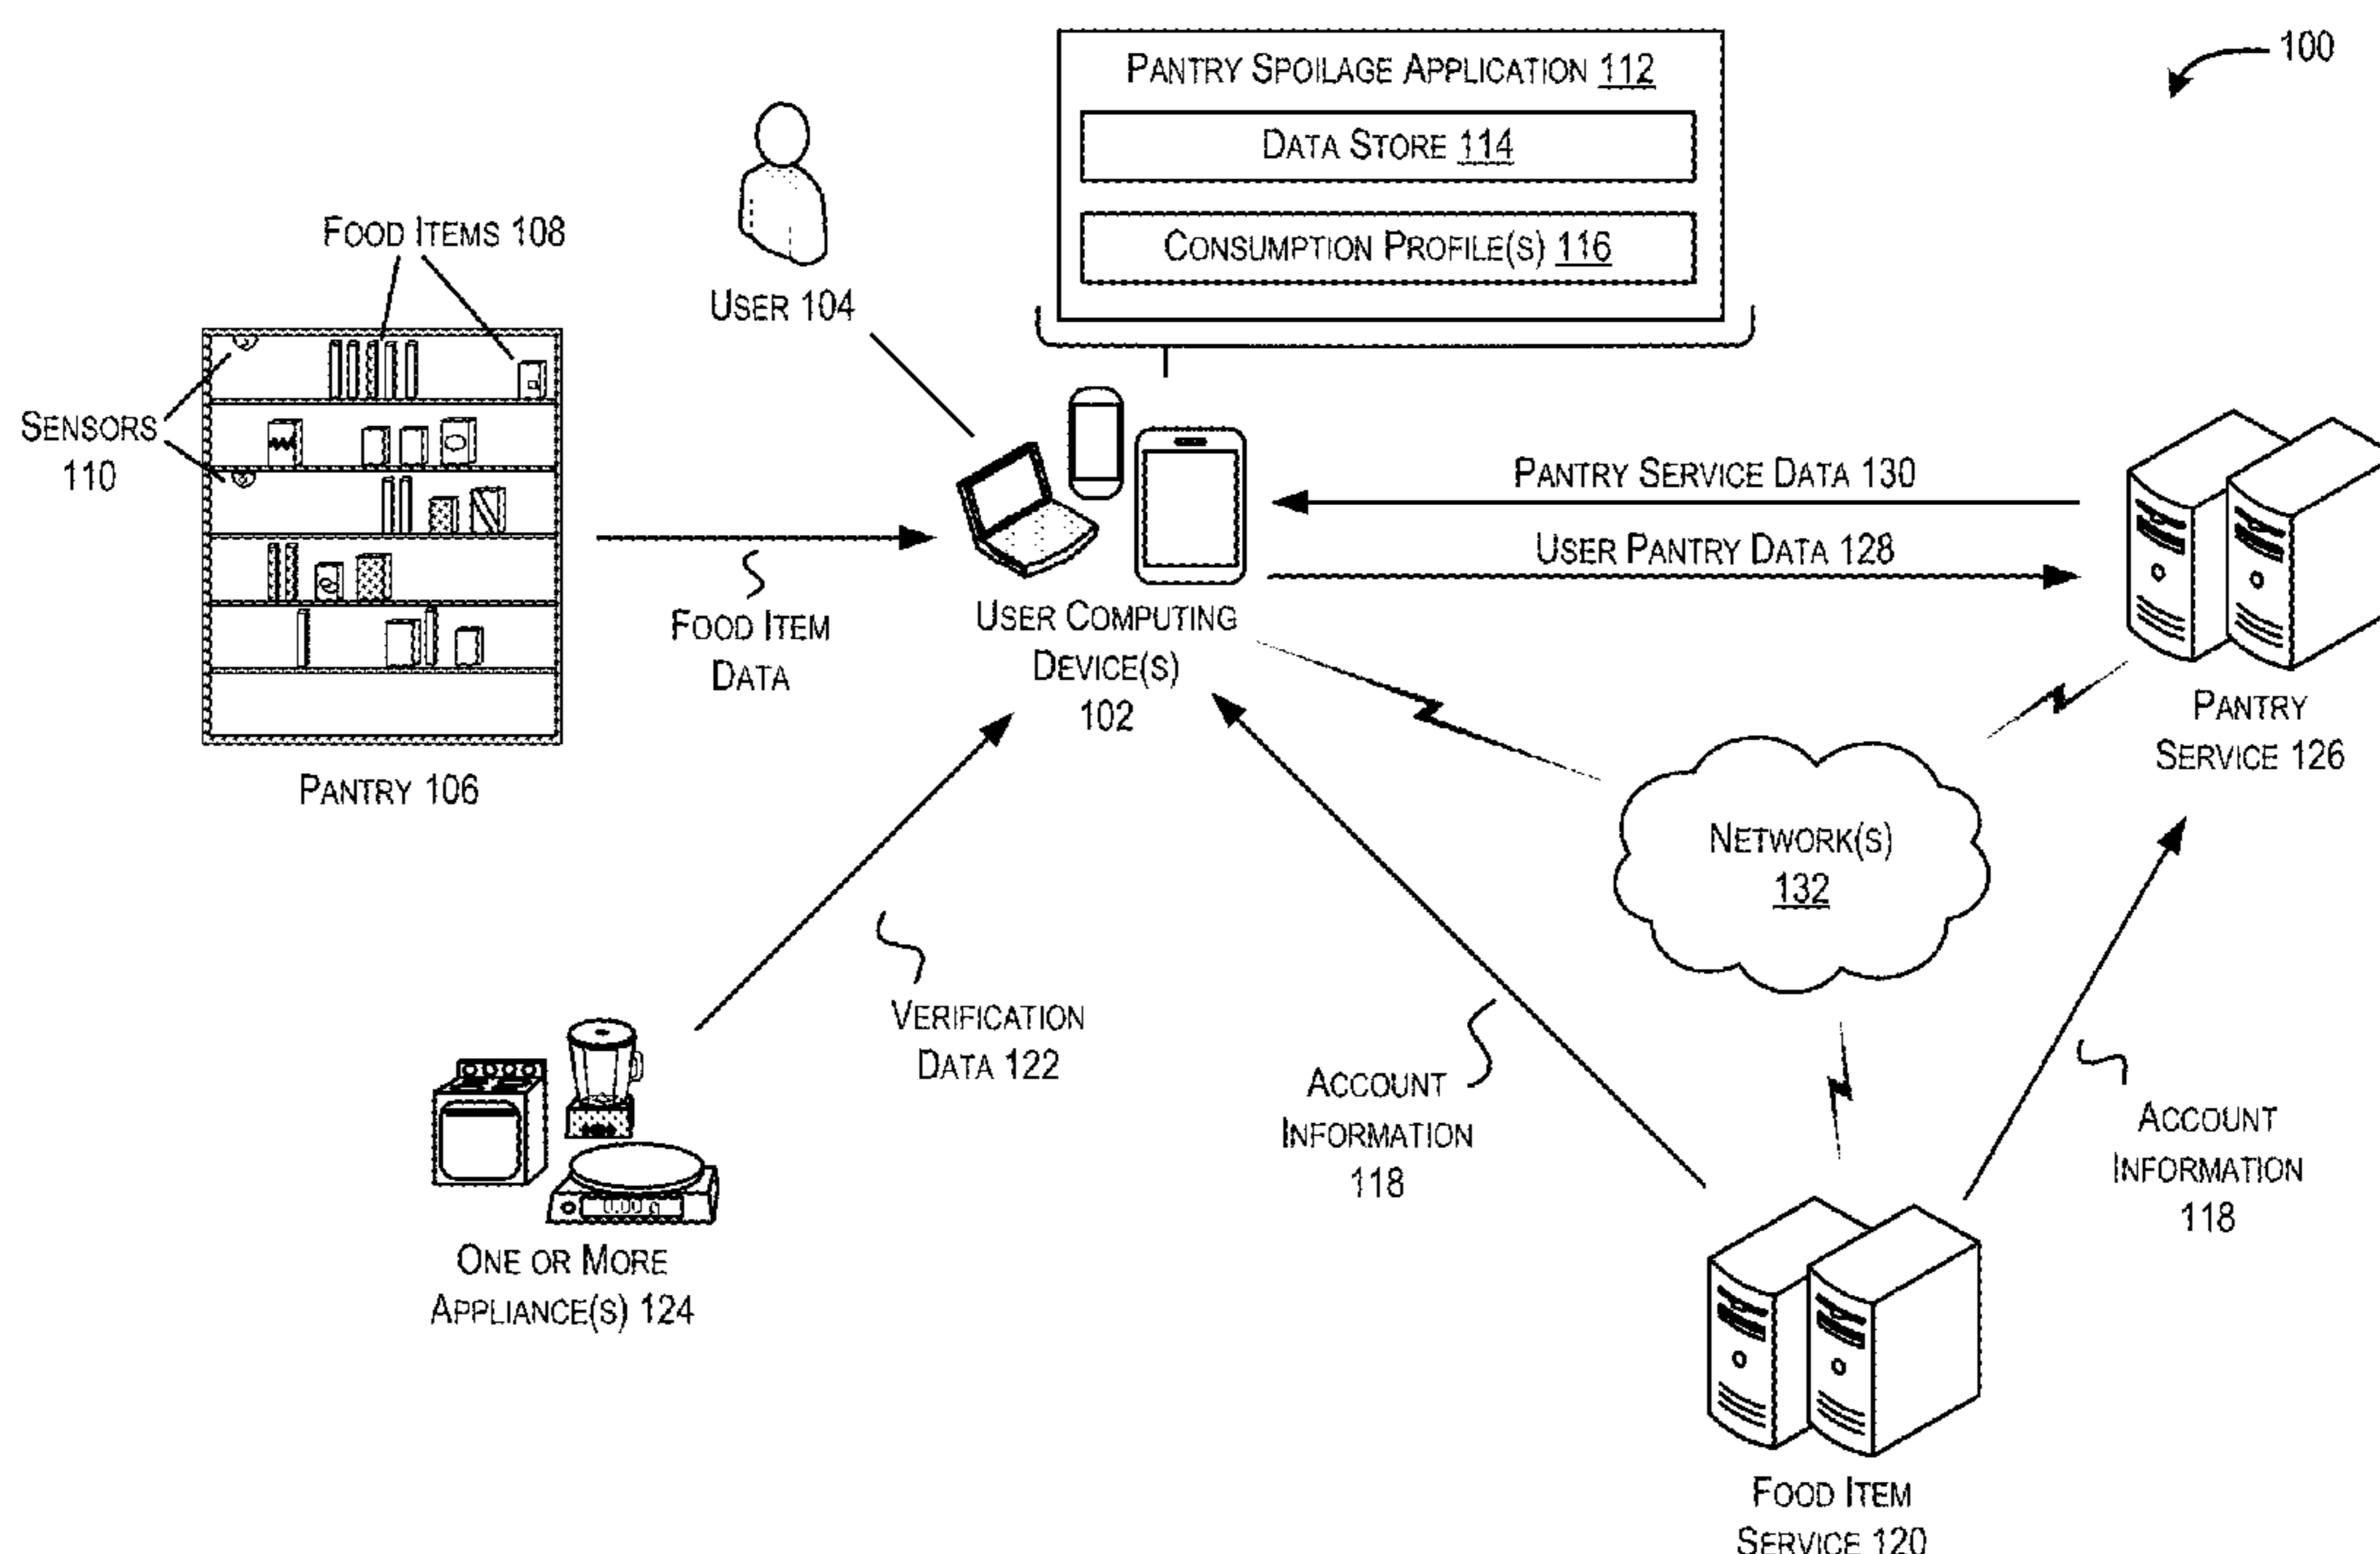 100
PANTRY SPOILAGE APPLICATION 112
DATA STORE 114
CONSUMPTION PROFILE(S) 116
FOOD ITEMS 108
USER 104
SENSORS
110
PANTRY SERVICE DATA 130
USER PANTRY DATA 128
FOOD ITEM
DATA
USER COMPUTING
DEVICE(S)
102
PANTRY
SERVICE 126
PANTRY 106
NETWORK(S)
132
VERIFICATION
DATA 122
ACCOUNT
INFORMATION
118
ACCOUNT
INFORMATION
118
0.00 g
ONE OR MORE
APPLIANCE(S) 124
FOOD ITEM
SERVICE 120